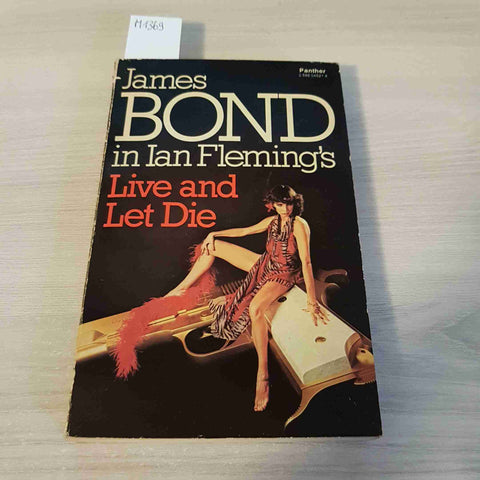 M1369
Panther
James
BOND
in Ian Fleming's
Live and
Let Die